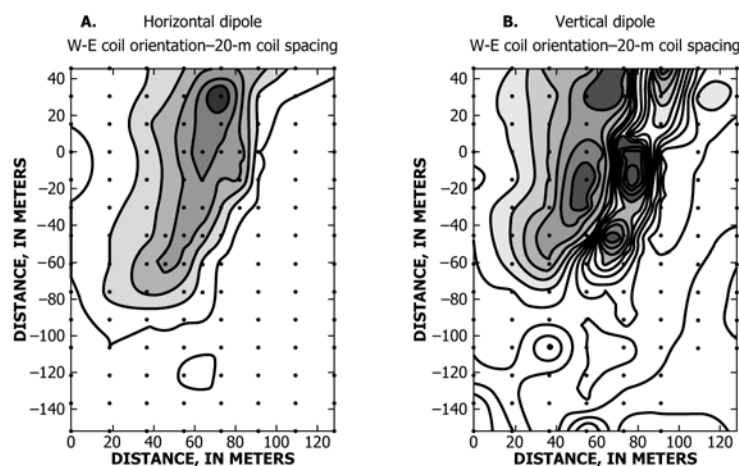 A. Horizontal dipole
W-E coil orientation–20-m coil spacing
DISTANCE, IN METERS
40
20
0
−20
−40
−60
−80
−100
−120
−140
0 20 40 60 80 100 120
DISTANCE, IN METERS
B. Vertical dipole
W-E coil orientation–20-m coil spacing
DISTANCE, IN METERS
40
20
0
−20
−40
−60
−80
−100
−120
−140
0 20 40 60 80 100 120
DISTANCE, IN METERS